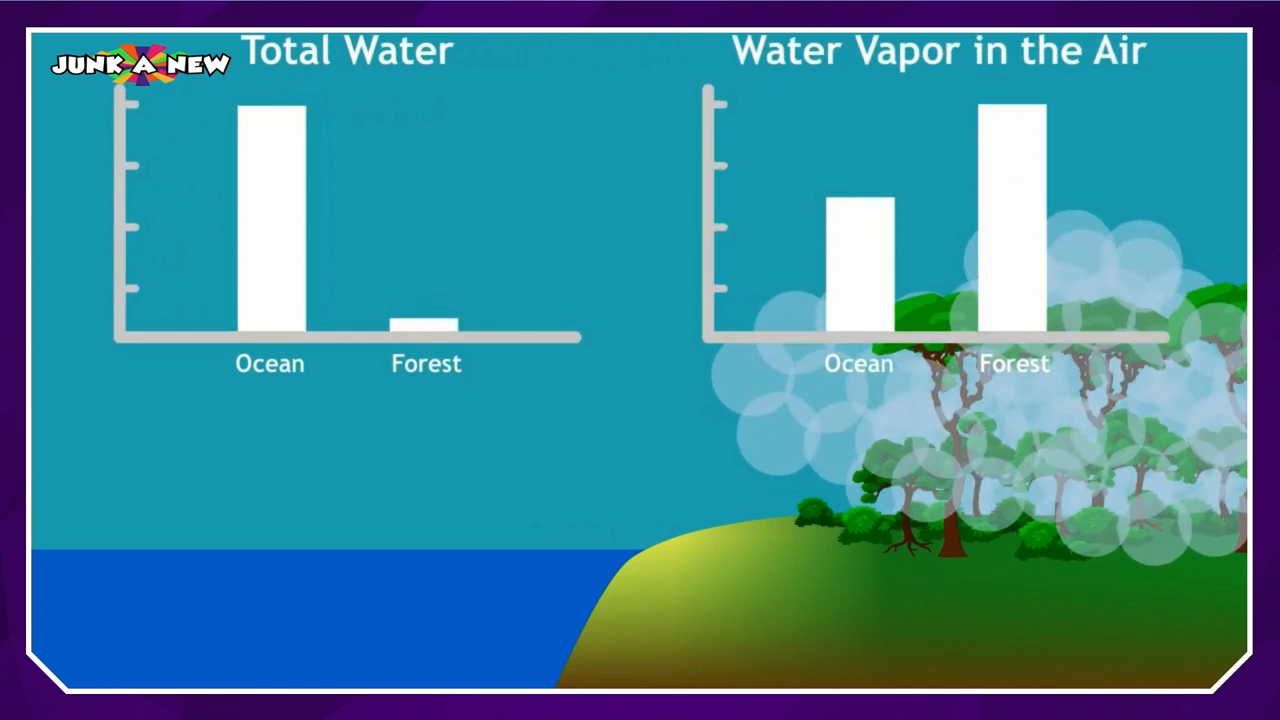 JUNK A NEW
Total Water
Water Vapor in the Air
Ocean
Forest
Ocean
Forest